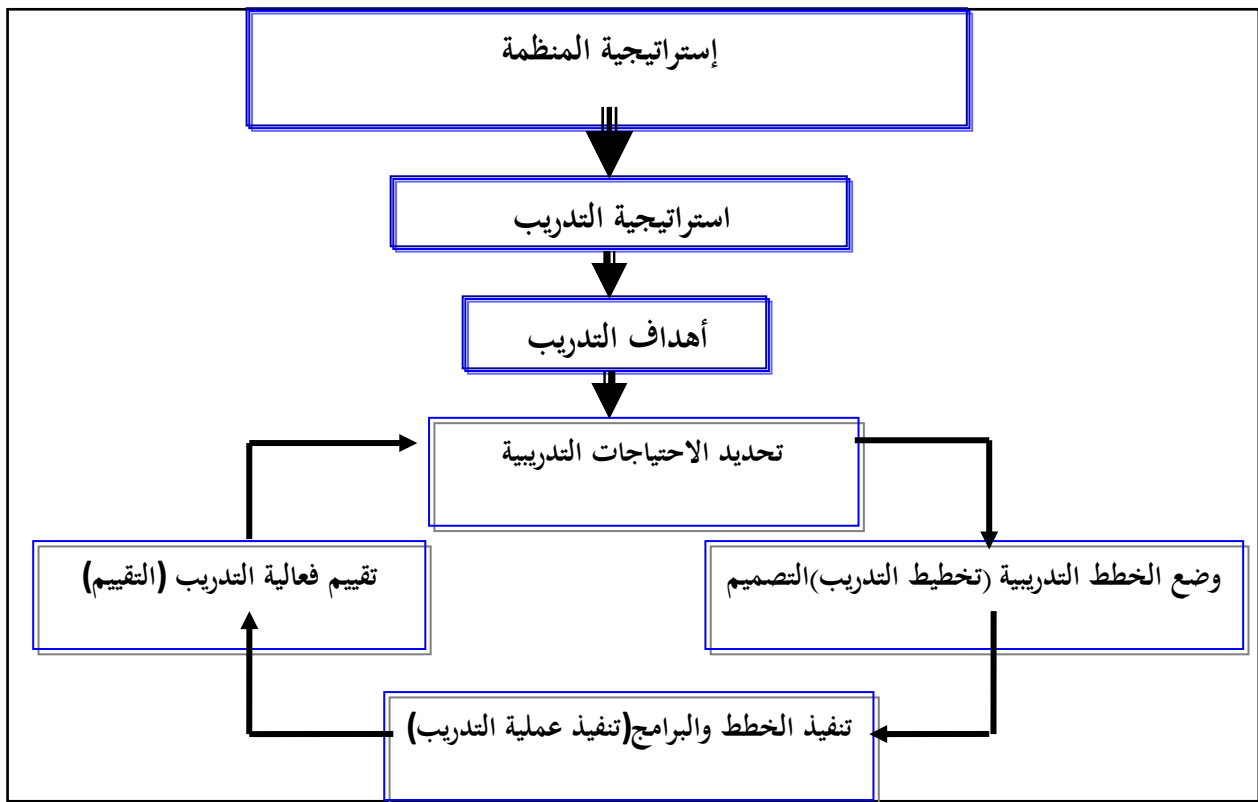 إستراتيجية المنظمة
استراتيجية التدريب
أهداف التدريب
تحديد الاحتياجات التدريبية
وضع الخطط التدريبية (تخطيط التدريب)التصميم
تقييم فعالية التدريب (التقييم)
تنفيذ الخطط والبرامج(تنفيذ عملية التدريب)